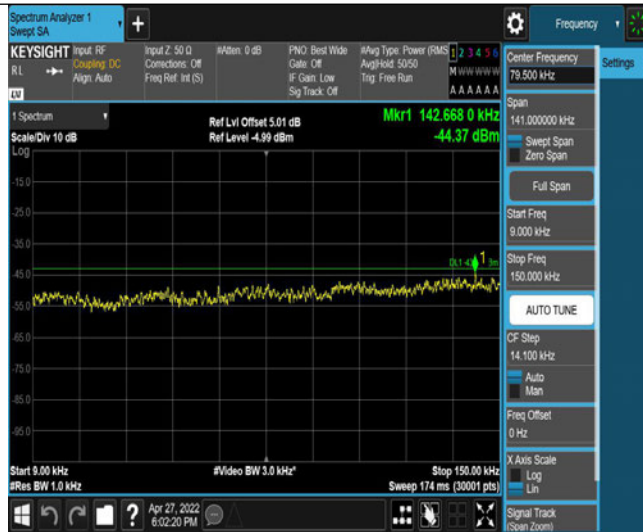 Spectrum Analyzer 1
Swept SA
Frequency
KEYSIGHT
Input: RF
Coupling: DC
Align: Auto
Input Z: 50 Ω
Corrections: Off
Freq Ref: Int (S)
#Atten: 0 dB
PNO: Best Wide
Gate: Off
IF Gain: Low
Sig Track: Off
#Avg Type: Power (RMS
Avg|Hold: 50/50
Trig: Free Run
1 2 3 4 5 6
M W W W W W
A A A A A A
R L
1 Spectrum
Scale/Div 10 dB
Log
Ref Lvl Offset 5.01 dB
Ref Level -4.99 dBm
Mkr1 142.668 0 kHz
-44.37 dBm
-15.0
-25.0
-35.0
-45.0
-55.0
-65.0
-75.0
-85.0
-95.0
1
Start 9.00 kHz
#Res BW 1.0 kHz
#Video BW 3.0 kHz*
Stop 150.00 kHz
Sweep 174 ms (30001 pts)
Apr 27, 2022
6:02:20 PM
Center Frequency
79.500 kHz
Settings
Span
141.000000 kHz
Swept Span
Zero Span
Full Span
Start Freq
9.000 kHz
Stop Freq
150.000 kHz
AUTO TUNE
CF Step
14.100 kHz
Auto
Man
Freq Offset
0 Hz
X Axis Scale
Log
Lin
Signal Track
(Span Zoom)